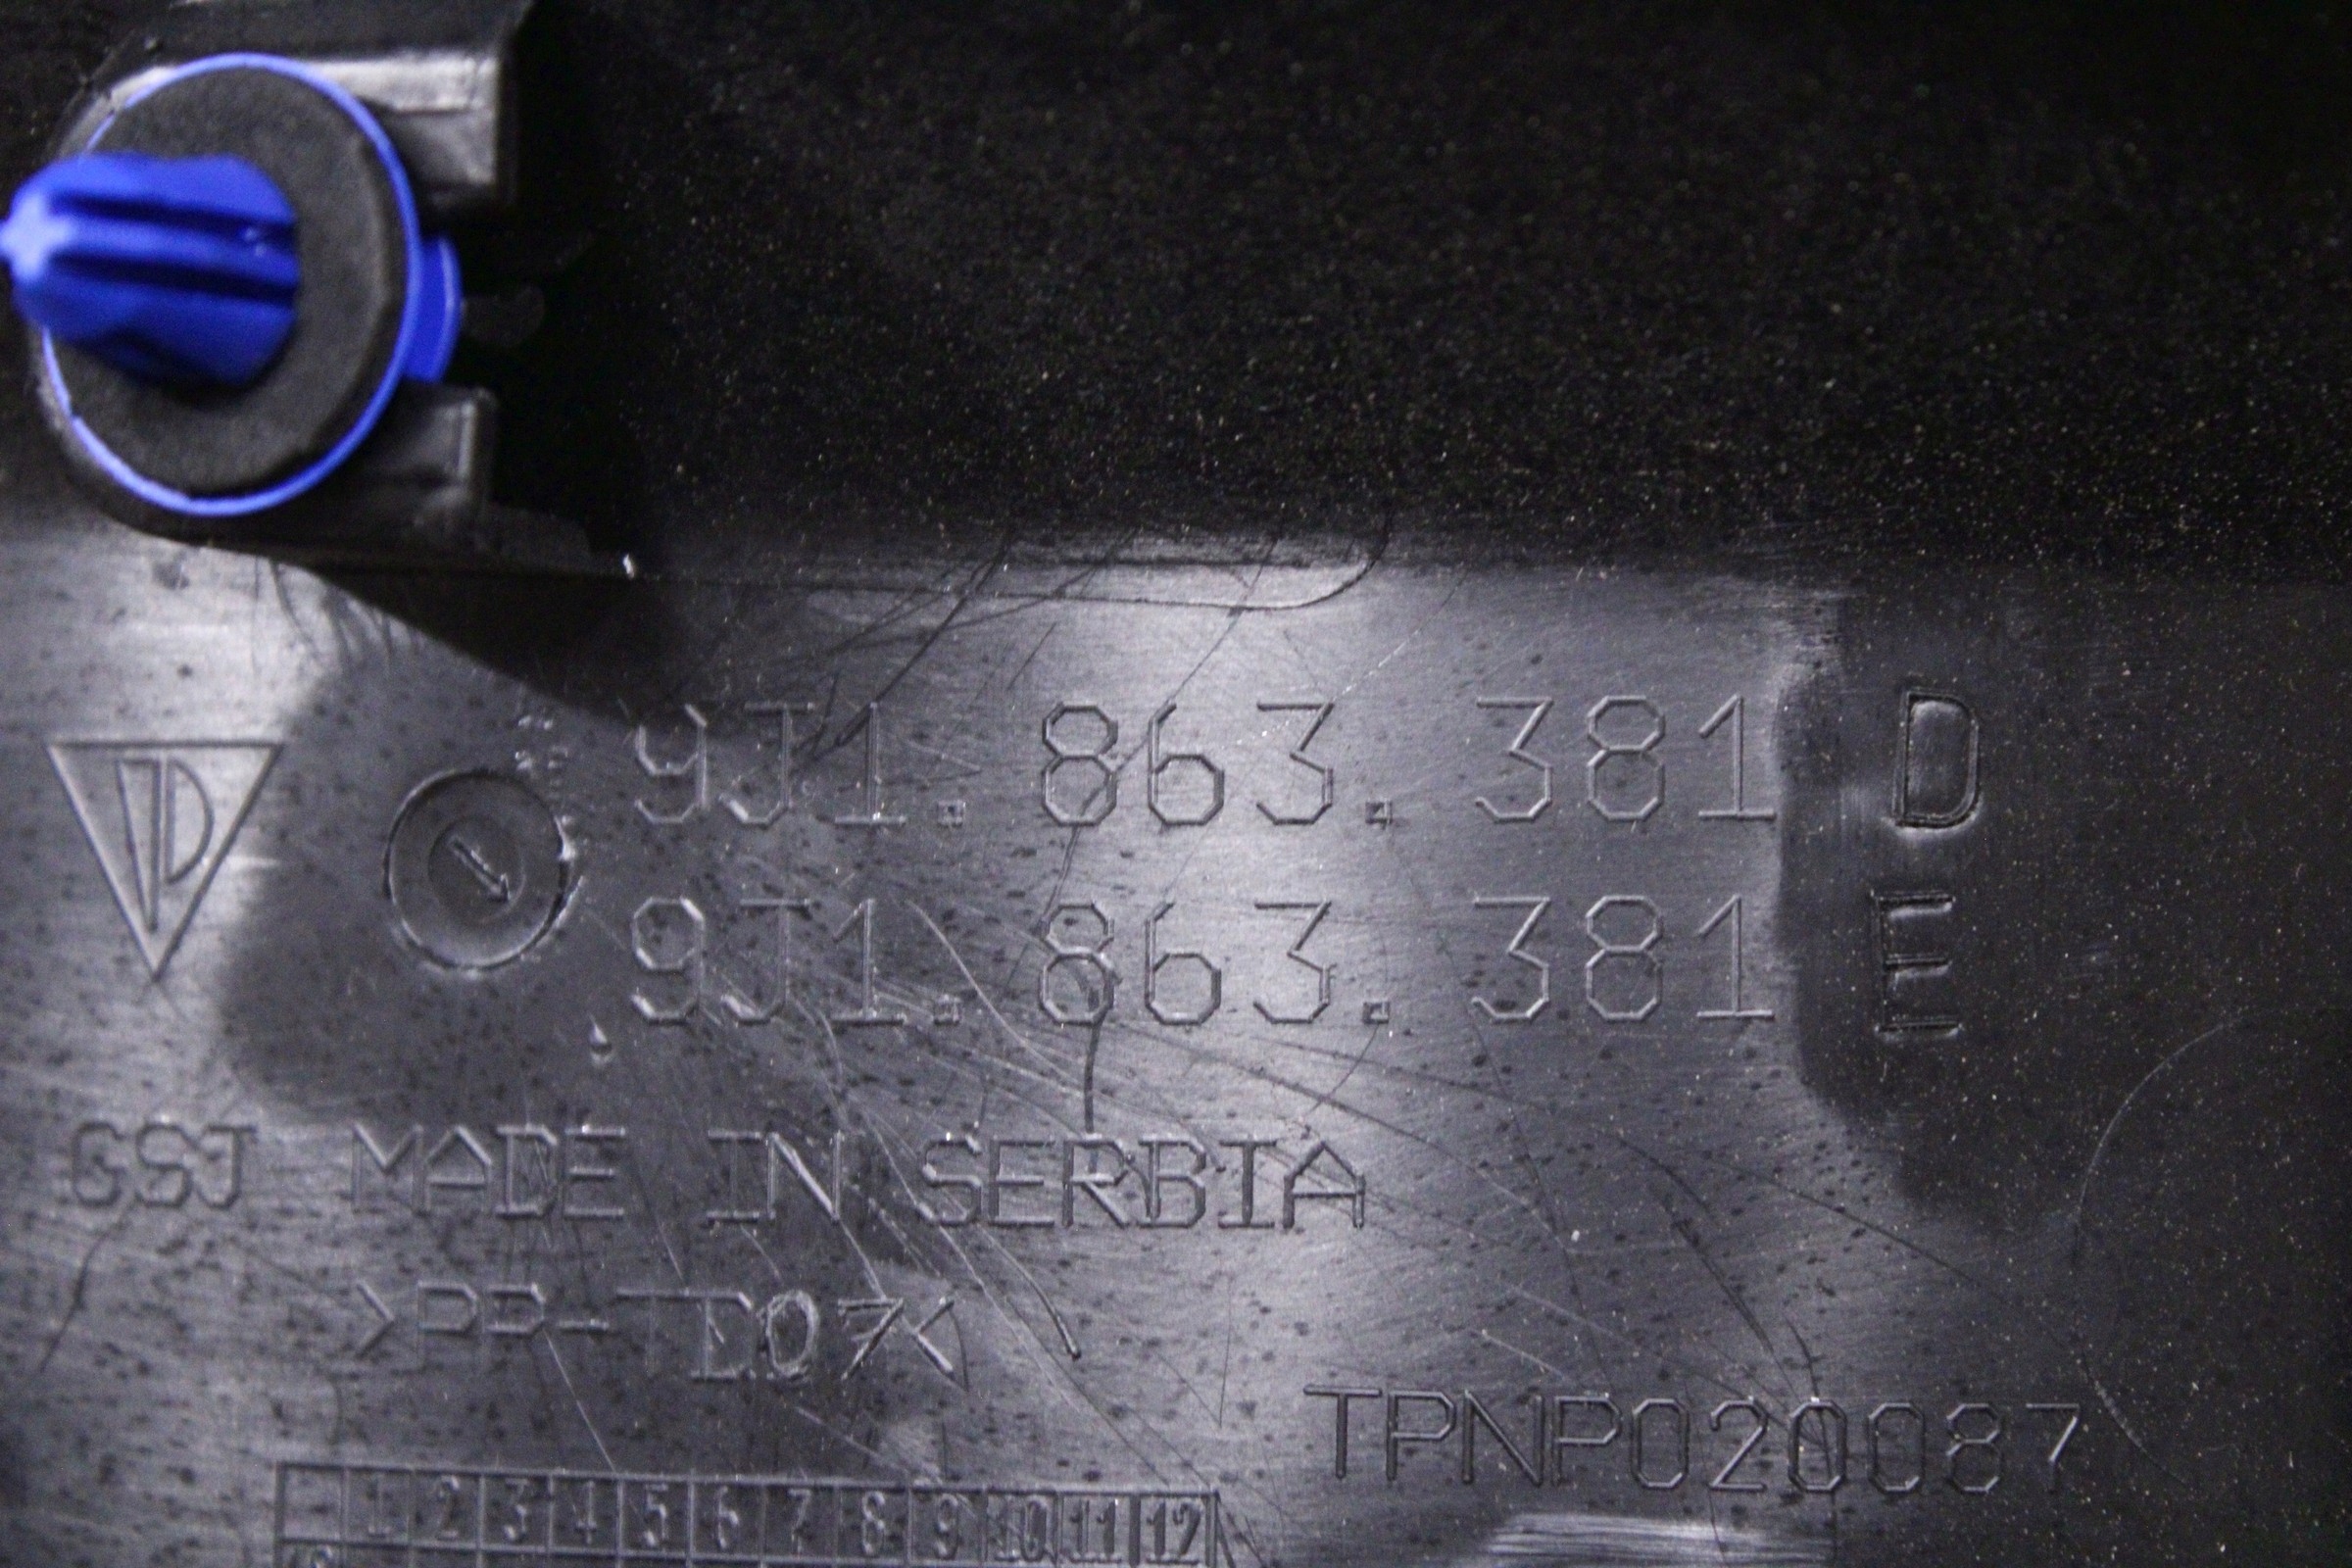 9J1. 863. 381 D
9J1. 863. 381 E
GSJ MADE IN SERBIA
>PP-TD07<
TPNP020087
1 2 3 4 5 6 7 8 9 10 11 12